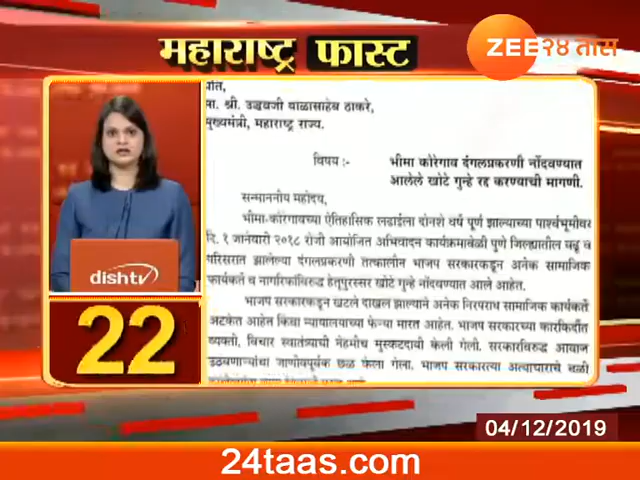 महाराष्ट्र फास्ट
ZEE २४ तास
प्रति,
मा. श्री. उद्धवजी बाळासाहेब ठाकरे,
मुख्यमंत्री, महाराष्ट्र राज्य.
विषय :- भीमा कोरेगाव दंगलप्रकरणी नोंदवण्यात
आलेले खोटे गुन्हे रद्द करण्याची मागणी.
सन्माननीय महोदय,
भीमा-कोरेगावच्या ऐतिहासिक लढाईला दोनशे वर्ष पूर्ण झाल्याच्या पार्श्वभूमीवर
दि. १ जानेवारी २०१८ रोजी आयोजित अभिवादन कार्यक्रमावेळी पुणे जिल्ह्यातील वढू व
परिसरात झालेल्या दंगलप्रकरणी तत्कालीन भाजप सरकारकडून अनेक सामाजिक
कार्यकर्ते व नागरिकांविरुद्ध हेतूपुरस्सर खोटे गुन्हे नोंदवण्यात आले आहेत.
भाजप सरकारकडून खटले दाखल झाल्याने अनेक निरपराध सामाजिक कार्यकर्ते
अटकेत आहेत किंवा न्यायालयाच्या फेऱ्या मारत आहेत. भाजप सरकारच्या कारकिर्दीत
व्यक्ती, विचार स्वातंत्र्याची नेहमीच मुस्कटदाबी केली गेली. सरकारविरुद्ध आवाज
उठवणाऱ्यांचा जाणीवपूर्वक छळ केला गेला. भाजप सरकारच्या अत्याचाराचे बळी
dishtv
22
04/12/2019
24taas.com